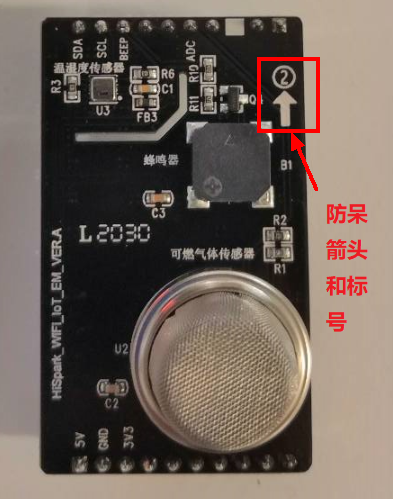 SDA
SCL
BEEP
ADC
温湿度传感器
R3
U3
R6
C1
FB3
R10
R11
Q1
②
蜂鸣器
B1
C3
L2030
R2
R1
可燃气体传感器
HiSpark_WIFI_IoT_EM_VER.A
U2
C2
5V
GND
3V3
防呆
箭头
和标
号